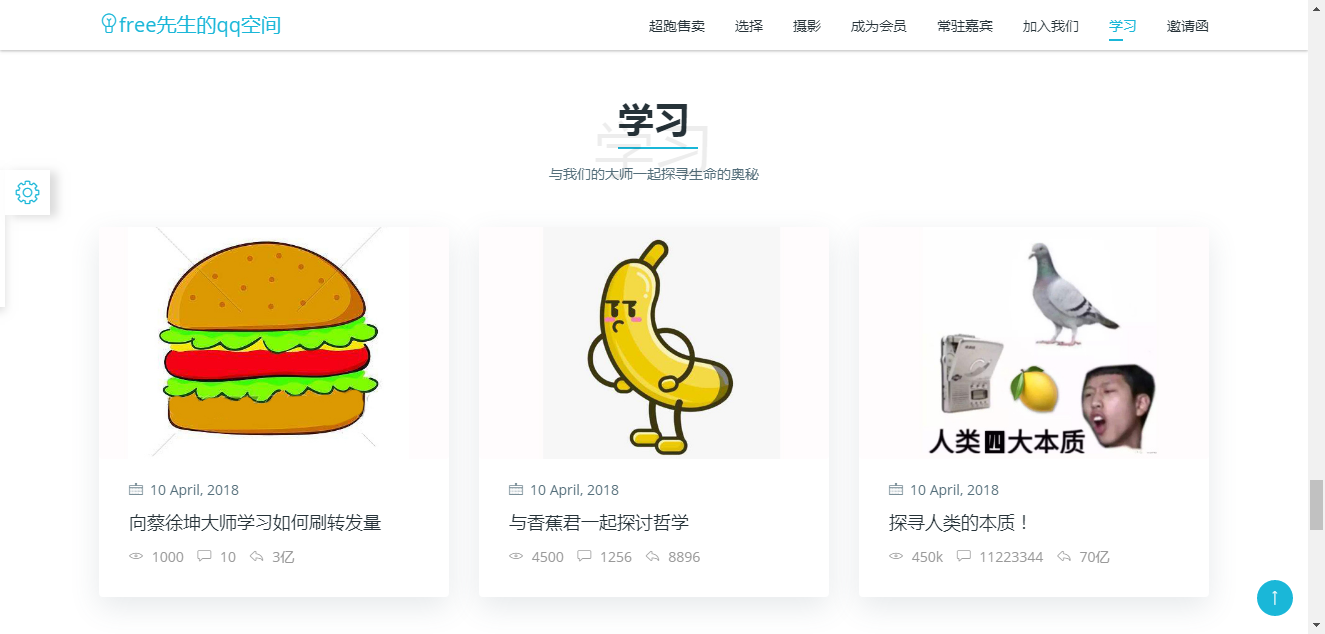 free先生的qq空间
超跑售卖 选择 摄影 成为会员 常驻嘉宾 加入我们 学习 邀请函
学习
学习
与我们的大师一起探寻生命的奥秘
10 April, 2018
向蔡徐坤大师学习如何刷转发量
1000 10 3亿
10 April, 2018
与香蕉君一起探讨哲学
4500 1256 8896
人类四大本质
10 April, 2018
探寻人类的本质！
450k 11223344 70亿